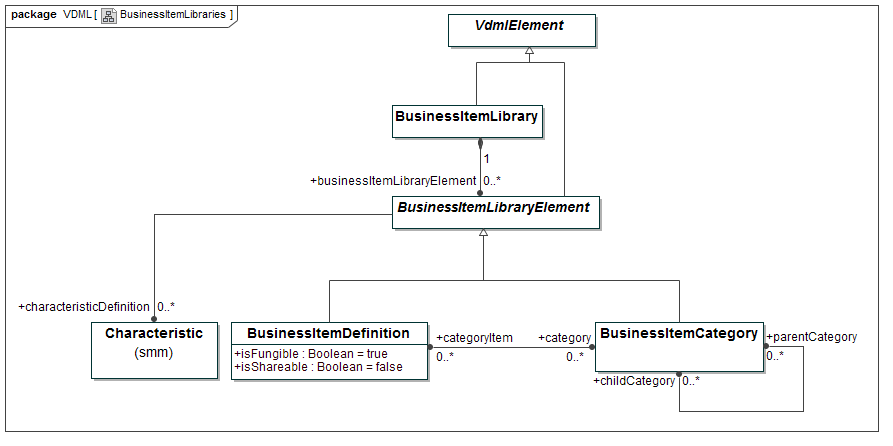 package VDML [ BusinessItemLibraries ]
VdmlElement
BusinessItemLibrary
1
+businessItemLibraryElement 0..*
BusinessItemLibraryElement
+characteristicDefinition 0..*
Characteristic
(smm)
BusinessItemDefinition
+isFungible : Boolean = true
+isShareable : Boolean = false
+categoryItem
0..*
+category
0..*
BusinessItemCategory
+parentCategory
0..*
+childCategory 0..*